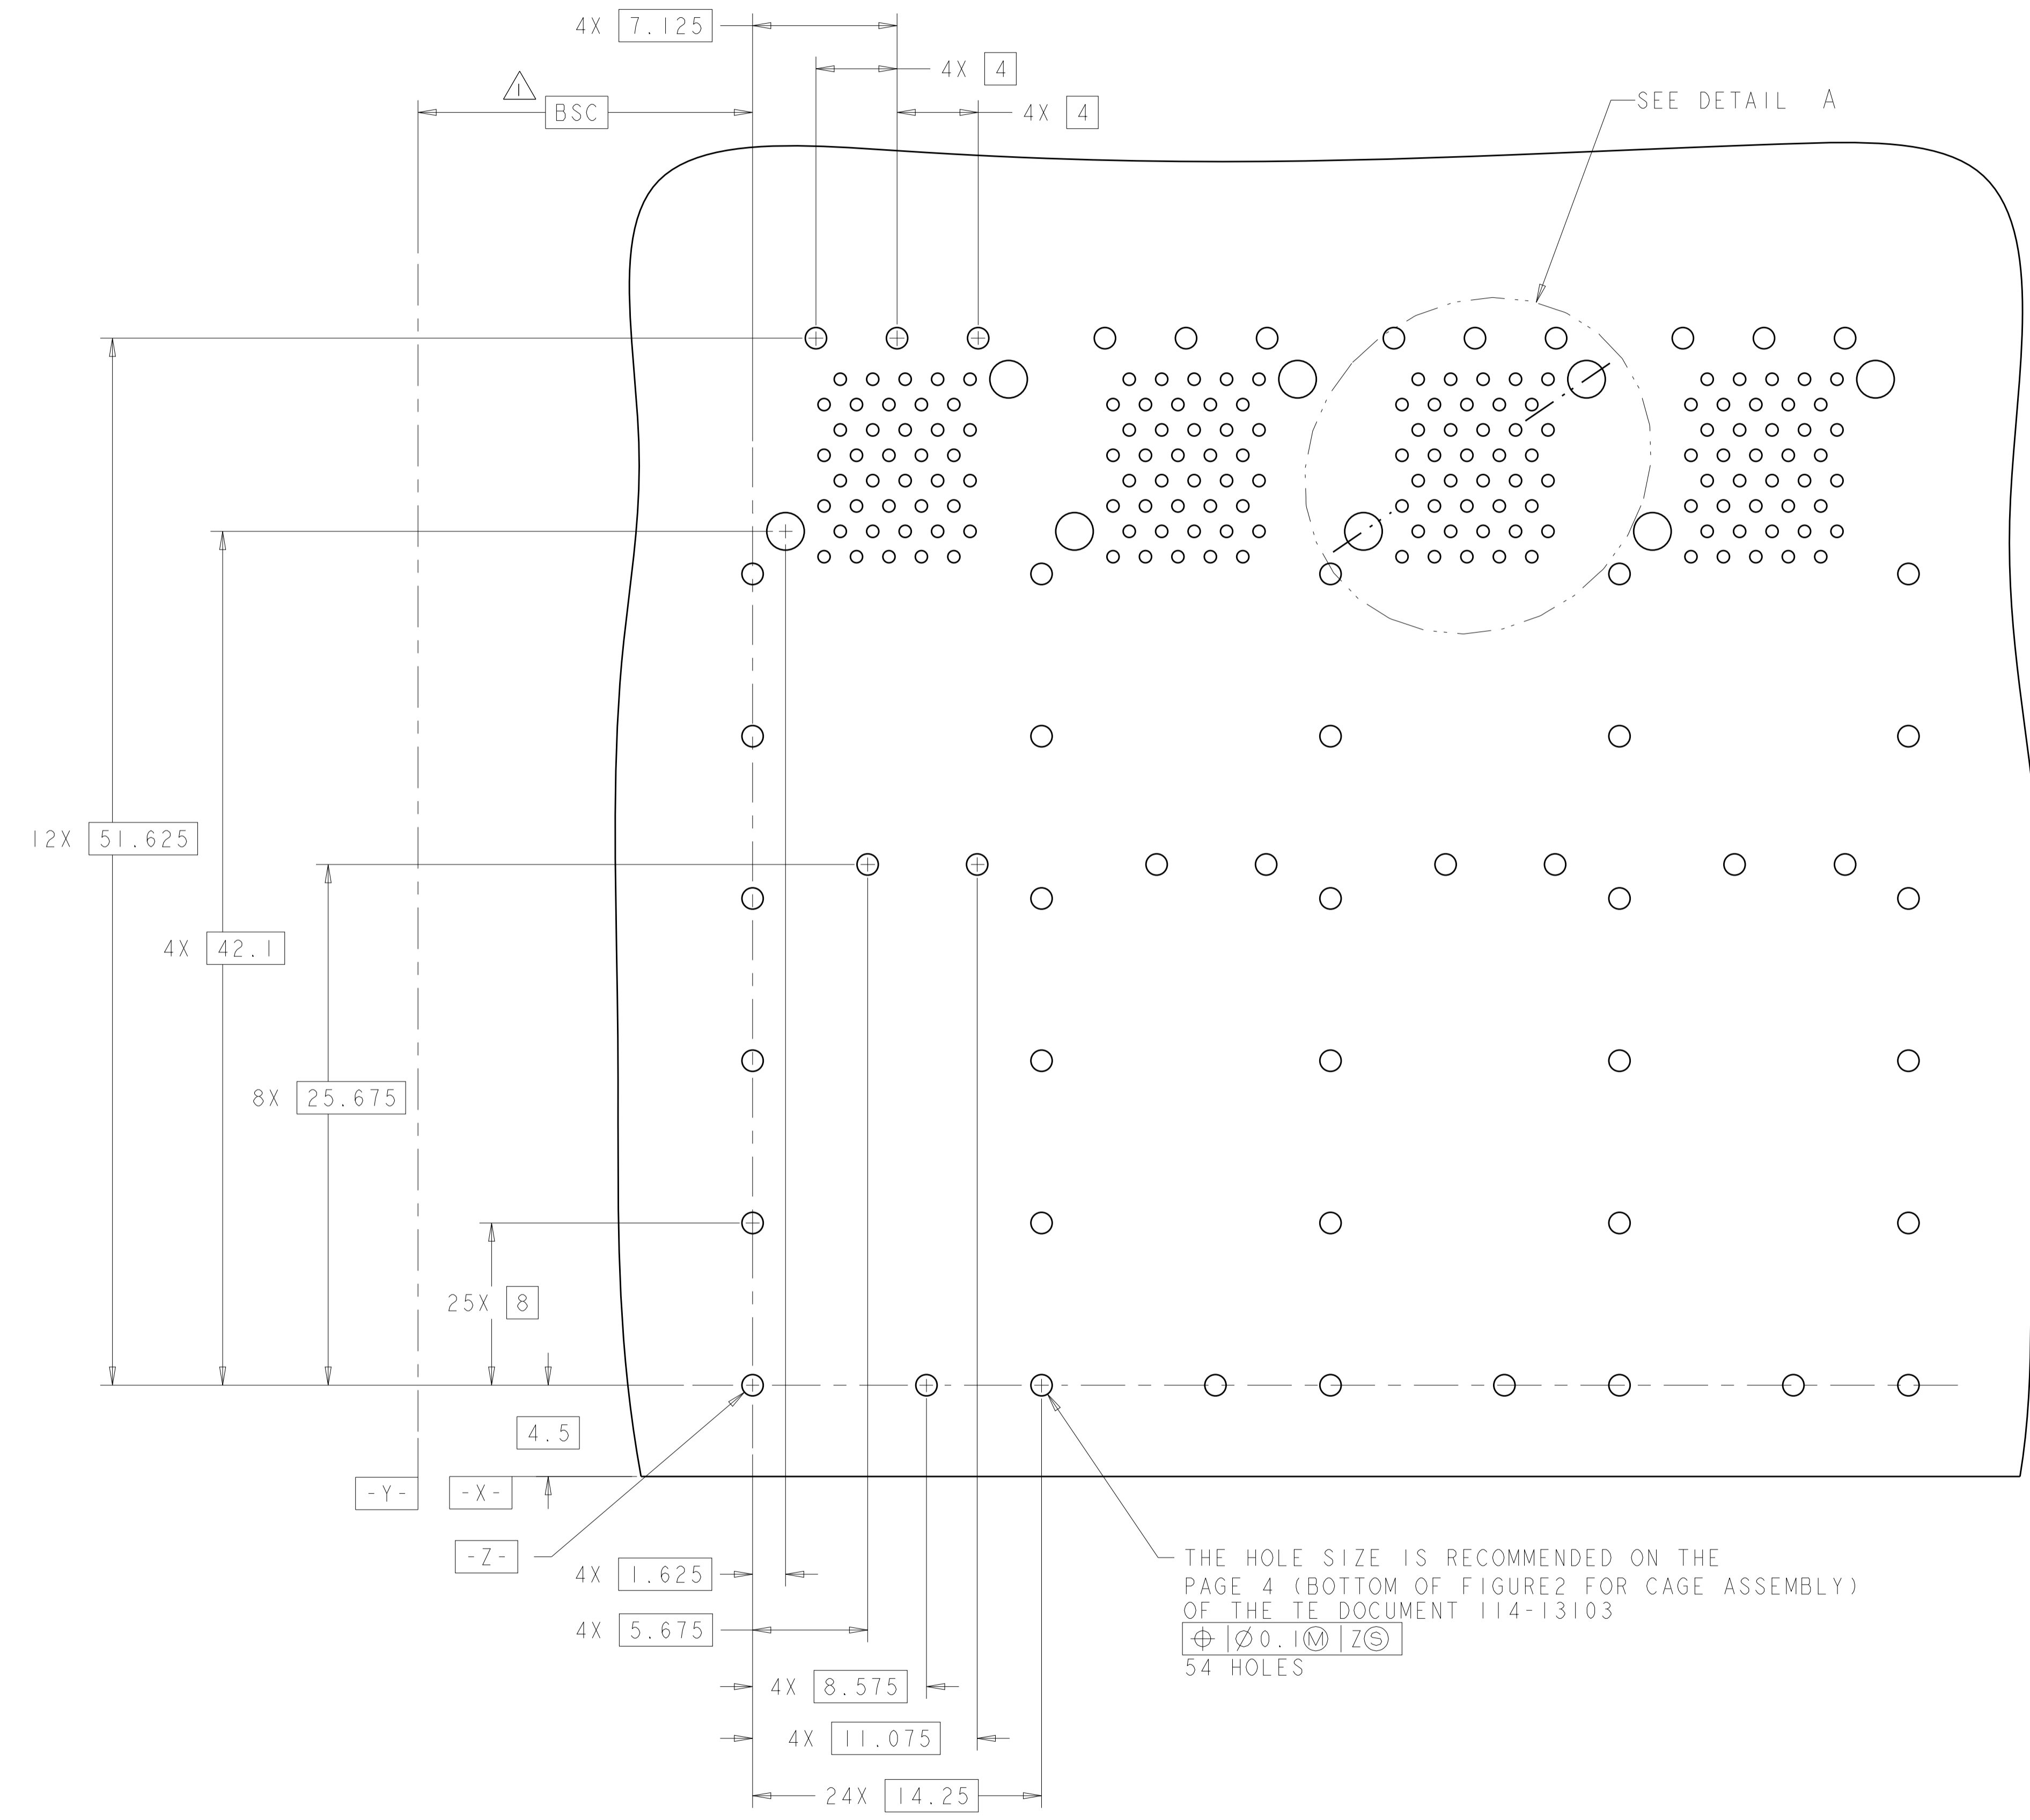 4X 7.125
4X 4
1
BSC
4X 4
SEE DETAIL A
12X 51.625
4X 42.1
8X 25.675
25X 8
4.5
-Y-
-X-
-Z-
4X 1.625
4X 5.675
4X 8.575
4X 11.075
24X 14.25
THE HOLE SIZE IS RECOMMENDED ON THE
PAGE 4 (BOTTOM OF FIGURE2 FOR CAGE ASSEMBLY)
OF THE TE DOCUMENT 114-13103
⌖ Ø0.1Ⓜ ZⓈ
54 HOLES